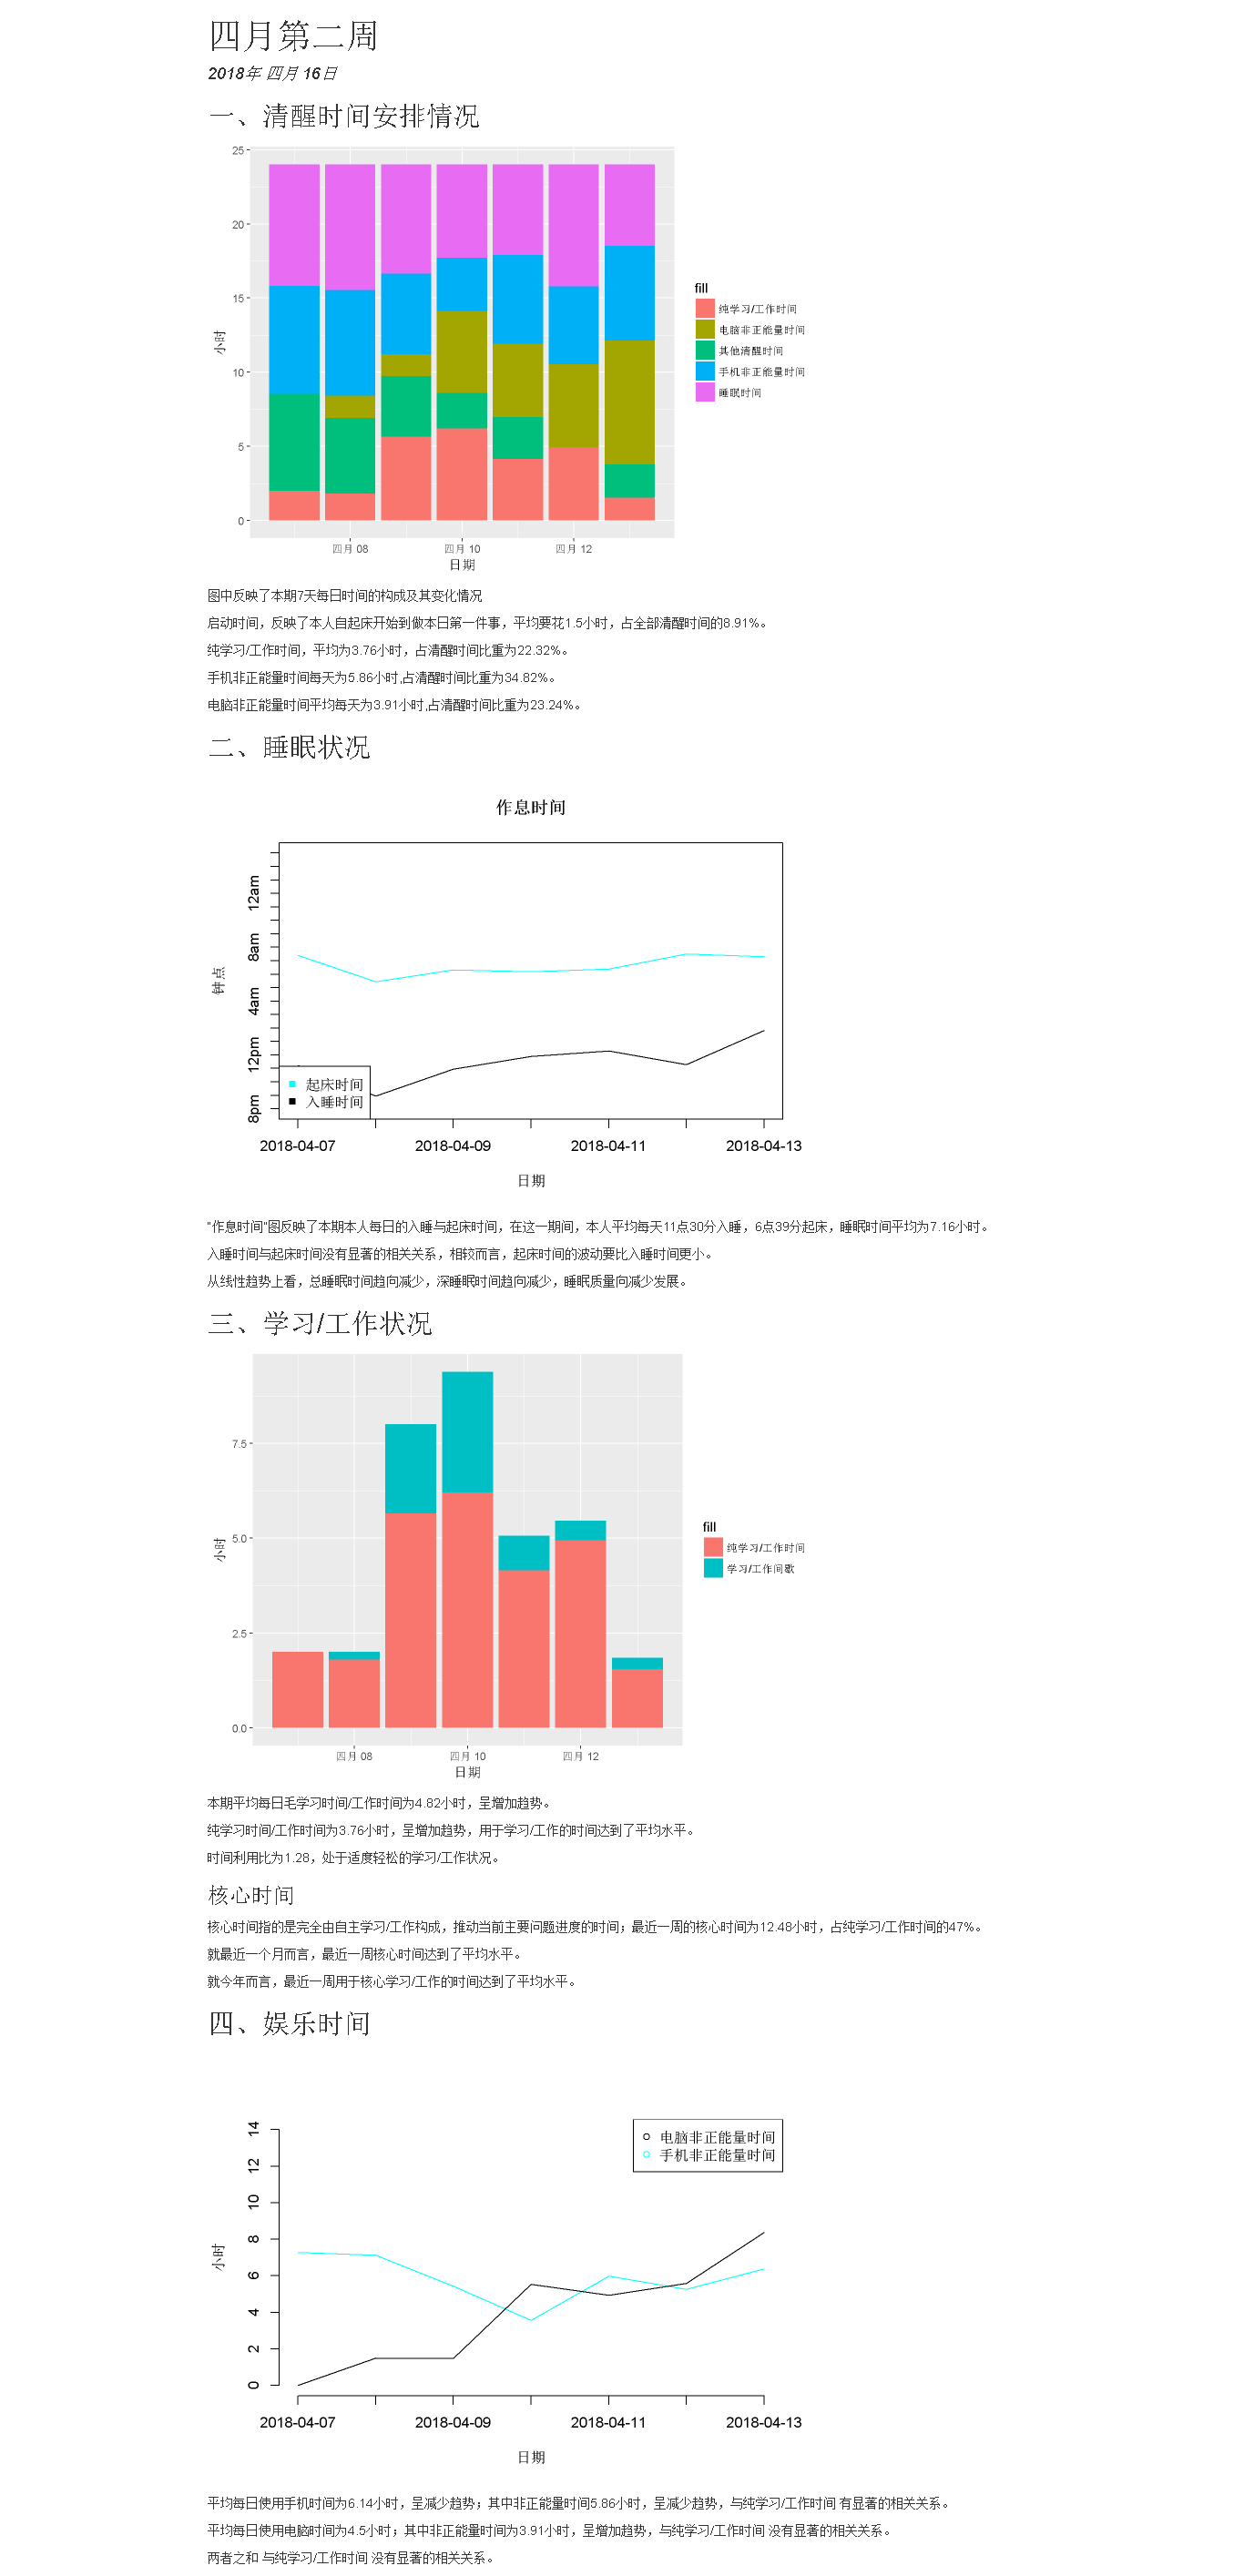 四月第二周
2018年 四月 16日
一、清醒时间安排情况
25
20
15
10
5
0
小时
四月 08
四月 10
四月 12
日期
fill
纯学习/工作时间
电脑非正能量时间
其他清醒时间
手机非正能量时间
睡眠时间
图中反映了本期7天每日时间的构成及其变化情况
启动时间，反映了本人自起床开始到做本日第一件事，平均要花1.5小时，占全部清醒时间的8.91%。
纯学习/工作时间，平均为3.76小时，占清醒时间比重为22.32%。
手机非正能量时间每天为5.86小时,占清醒时间比重为34.82%。
电脑非正能量时间平均每天为3.91小时,占清醒时间比重为23.24%。
二、睡眠状况
作息时间
12am
8am
4am
12pm
8pm
钟点
起床时间
入睡时间
2018-04-07
2018-04-09
2018-04-11
2018-04-13
日期
"作息时间"图反映了本期本人每日的入睡与起床时间，在这一期间，本人平均每天11点30分入睡，6点39分起床，睡眠时间平均为7.16小时。
入睡时间与起床时间没有显著的相关关系，相较而言，起床时间的波动要比入睡时间更小。
从线性趋势上看，总睡眠时间趋向减少，深睡眠时间趋向减少，睡眠质量向减少发展。
三、学习/工作状况
7.5
5.0
2.5
0.0
小时
四月 08
四月 10
四月 12
日期
fill
纯学习/工作时间
学习/工作间歇
本期平均每日毛学习时间/工作时间为4.82小时，呈增加趋势。
纯学习时间/工作时间为3.76小时，呈增加趋势，用于学习/工作的时间达到了平均水平。
时间利用比为1.28，处于适度轻松的学习/工作状况。
核心时间
核心时间指的是完全由自主学习/工作构成，推动当前主要问题进度的时间；最近一周的核心时间为12.48小时，占纯学习/工作时间的47%。
就最近一个月而言，最近一周核心时间达到了平均水平。
就今年而言，最近一周用于核心学习/工作的时间达到了平均水平。
四、娱乐时间
14
12
10
8
6
4
2
0
小时
电脑非正能量时间
手机非正能量时间
2018-04-07
2018-04-09
2018-04-11
2018-04-13
日期
平均每日使用手机时间为6.14小时，呈减少趋势；其中非正能量时间5.86小时，呈减少趋势，与纯学习/工作时间 有显著的相关关系。
平均每日使用电脑时间为4.5小时；其中非正能量时间为3.91小时，呈增加趋势，与纯学习/工作时间 没有显著的相关关系。
两者之和 与纯学习/工作时间 没有显著的相关关系。